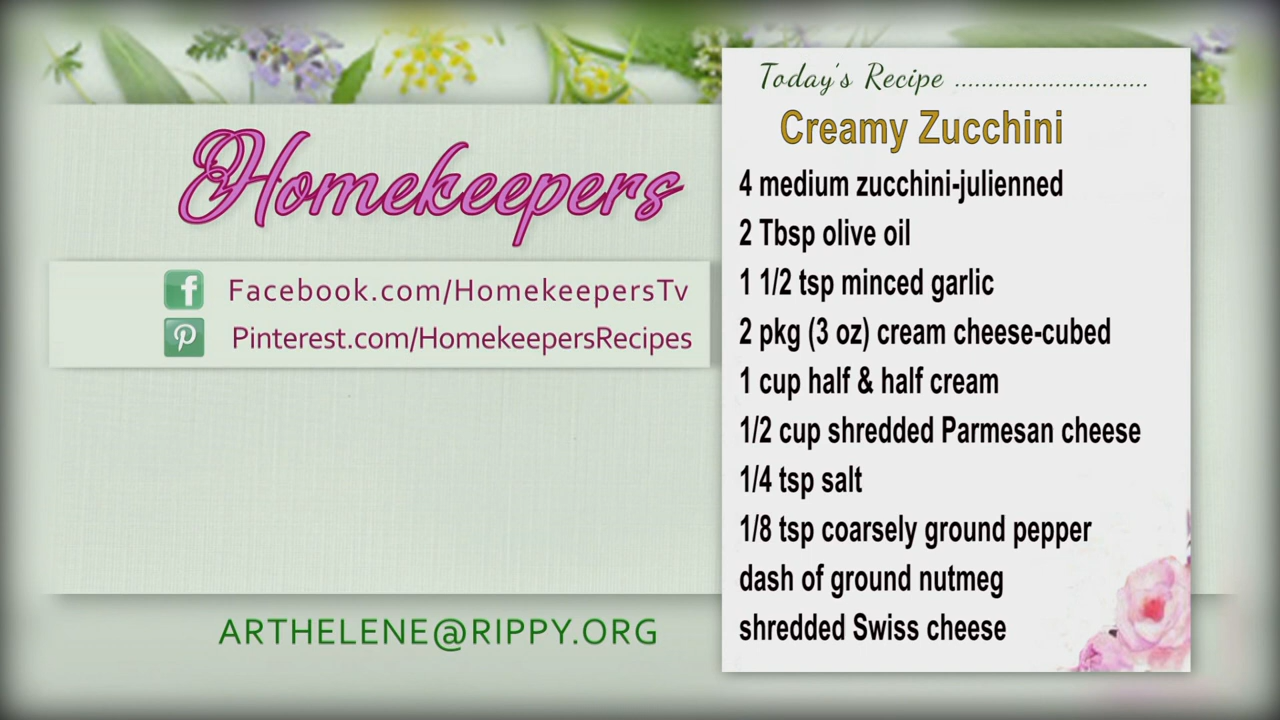 Homekeepers
Facebook.com/HomekeepersTv
Pinterest.com/HomekeepersRecipes
ARTHELENE@RIPPY.ORG
Today's Recipe ..............................
Creamy Zucchini
4 medium zucchini-julienned
2 Tbsp olive oil
1 1/2 tsp minced garlic
2 pkg (3 oz) cream cheese-cubed
1 cup half & half cream
1/2 cup shredded Parmesan cheese
1/4 tsp salt
1/8 tsp coarsely ground pepper
dash of ground nutmeg
shredded Swiss cheese